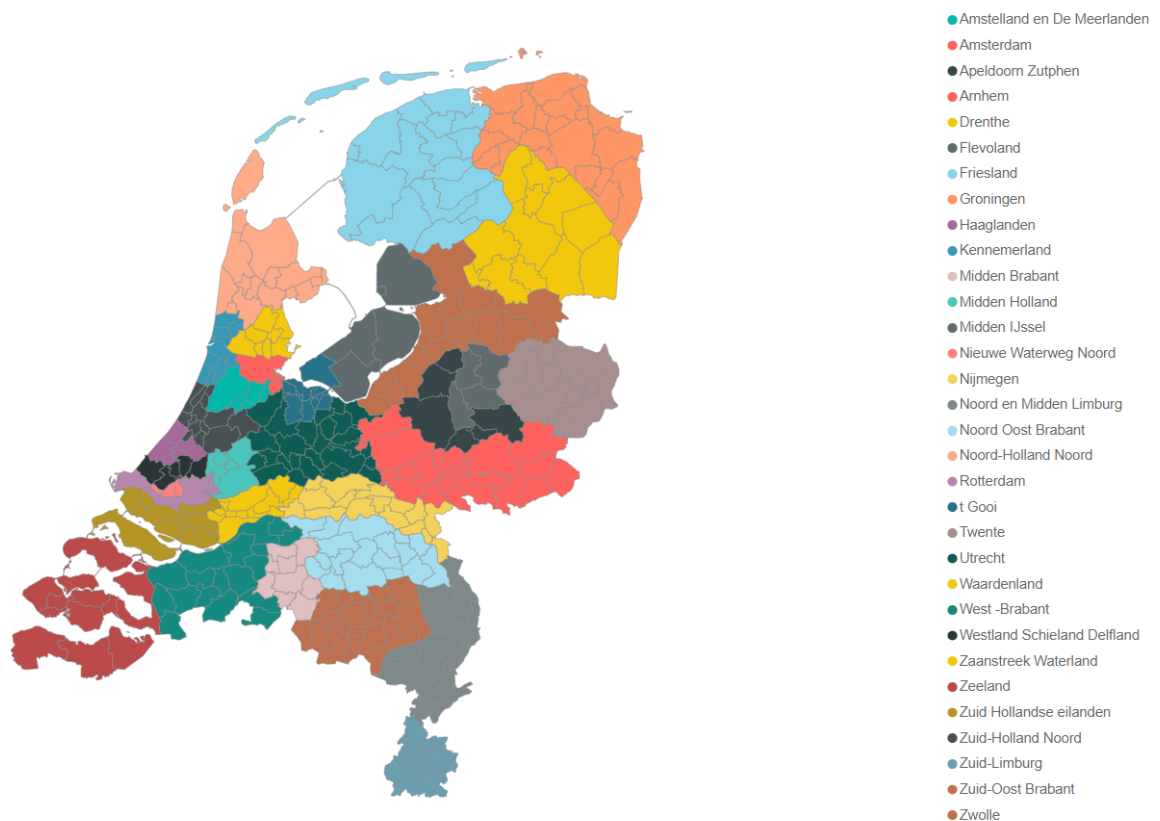 Amstelland en De Meerlanden
Amsterdam
Apeldoorn Zutphen
Arnhem
Drenthe
Flevoland
Friesland
Groningen
Haaglanden
Kennemerland
Midden Brabant
Midden Holland
Midden IJssel
Nieuwe Waterweg Noord
Nijmegen
Noord en Midden Limburg
Noord Oost Brabant
Noord-Holland Noord
Rotterdam
t Gooi
Twente
Utrecht
Waardenland
West -Brabant
Westland Schieland Delfland
Zaanstreek Waterland
Zeeland
Zuid Hollandse eilanden
Zuid-Holland Noord
Zuid-Limburg
Zuid-Oost Brabant
Zwolle